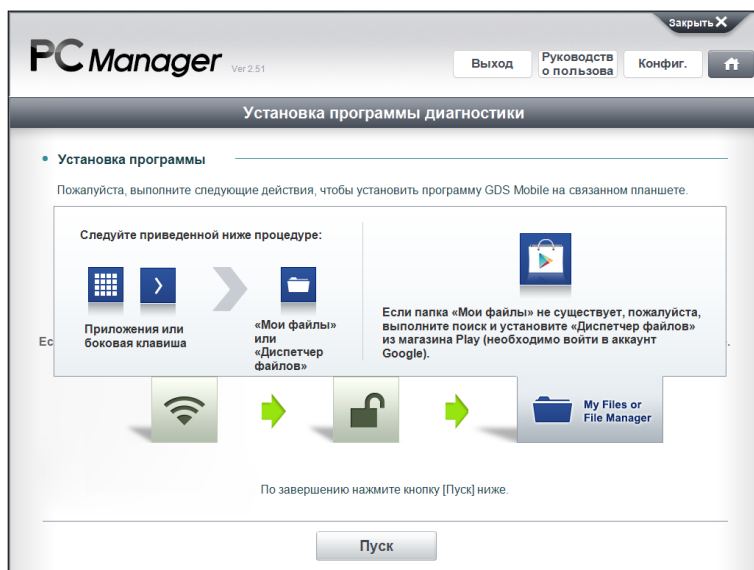 Закрыть X
PC Manager Ver 2.51
Выход
Руководств
о пользова
Конфиг.
Установка программы диагностики
Установка программы
Пожалуйста, выполните следующие действия, чтобы установить программу GDS Mobile на связанном планшете.
Следуйте приведенной ниже процедуре:
Приложения или
боковая клавиша
«Мои файлы»
или
«Диспетчер
файлов»
Если папка «Мои файлы» не существует, пожалуйста,
выполните поиск и установите «Диспетчер файлов»
из магазина Play (необходимо войти в аккаунт
Google).
Ес
My Files or
File Manager
По завершению нажмите кнопку [Пуск] ниже.
Пуск